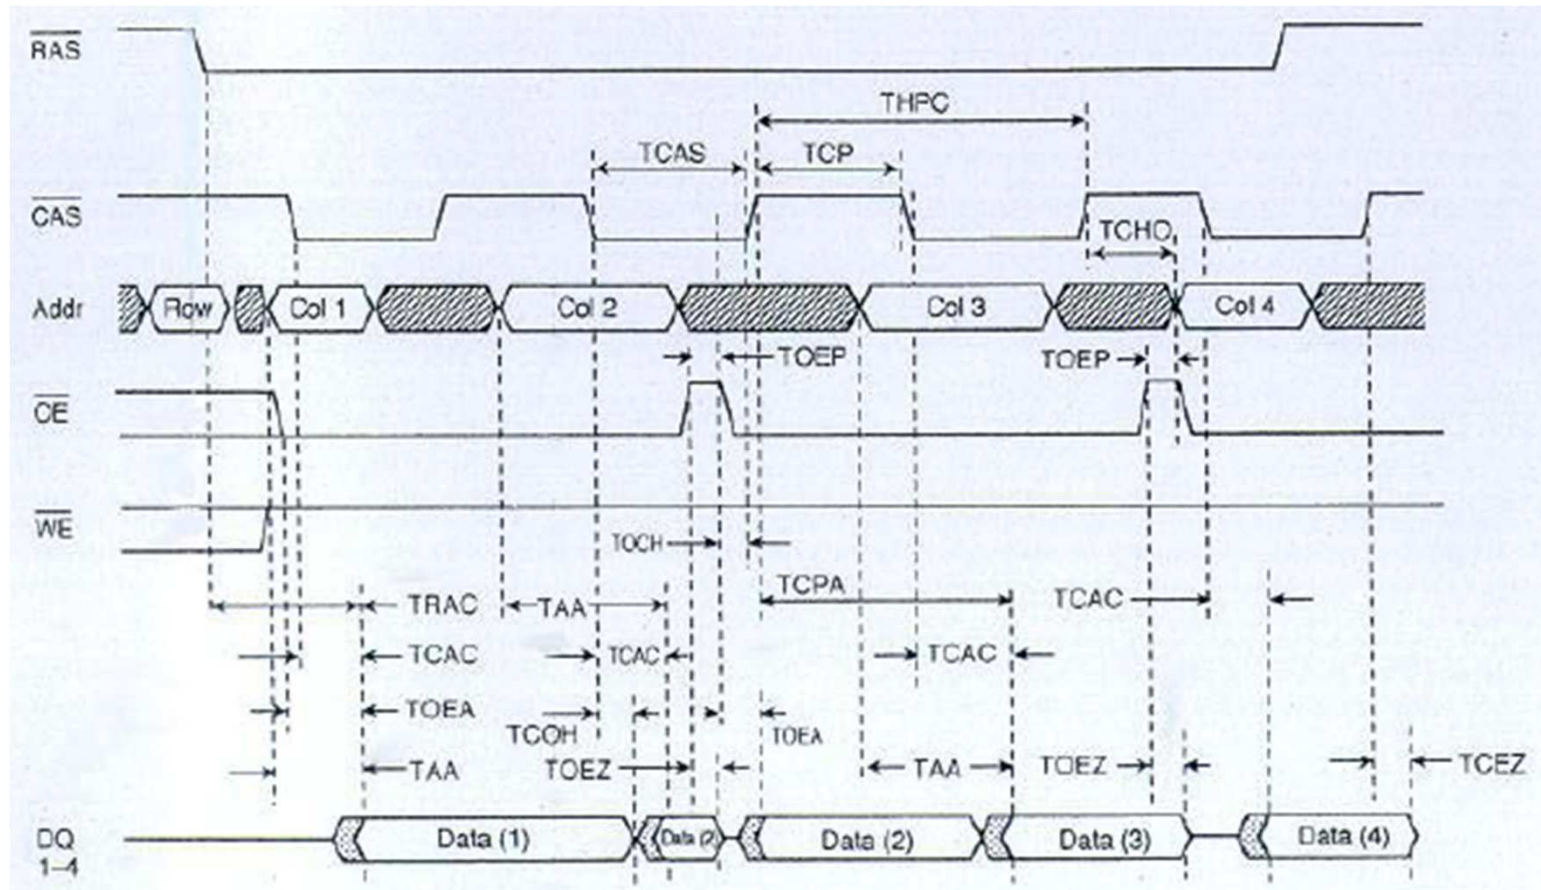 RAS
THPC
TCAS TCP
CAS
TCHO
Addr Row Col 1 Col 2 Col 3 Col 4
TOEP TOEP
OE
WE
TOCH
TCPA
TRAC TAA TCAC
TCAC TCAC TCAC
TOEA TCOH TOEA
TAA TOEZ TAA TOEZ TCEZ
DQ Data (1) Data (2) Data (2) Data (3) Data (4)
1–4